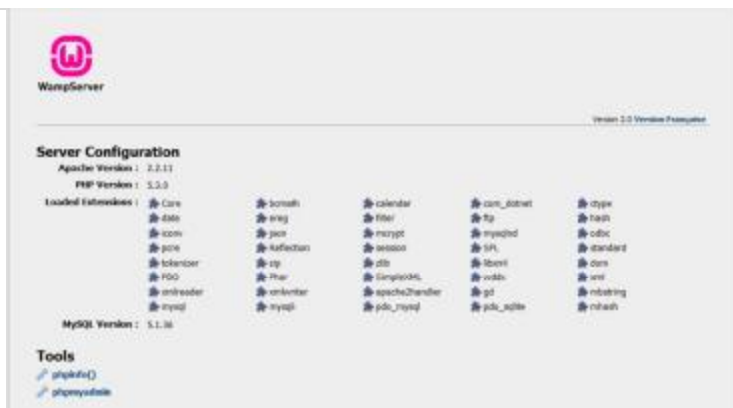 WampServer
Version 2.0 Version Française
Server Configuration
Apache Version : 2.2.11
PHP Version : 5.3.0
Loaded Extensions : Core bcmath calendar com_dotnet ctype
date ereg filter ftp hash
iconv json mcrypt mysqlnd odbc
pcre Reflection session SPL standard
tokenizer zip zlib libxml dom
PDO Phar SimpleXML wddx xml
xmlreader xmlwriter apache2handler gd mbstring
mysql mysqli pdo_mysql pdo_sqlite mhash
MySQL Version : 5.1.36
Tools
phpinfo()
phpmyadmin